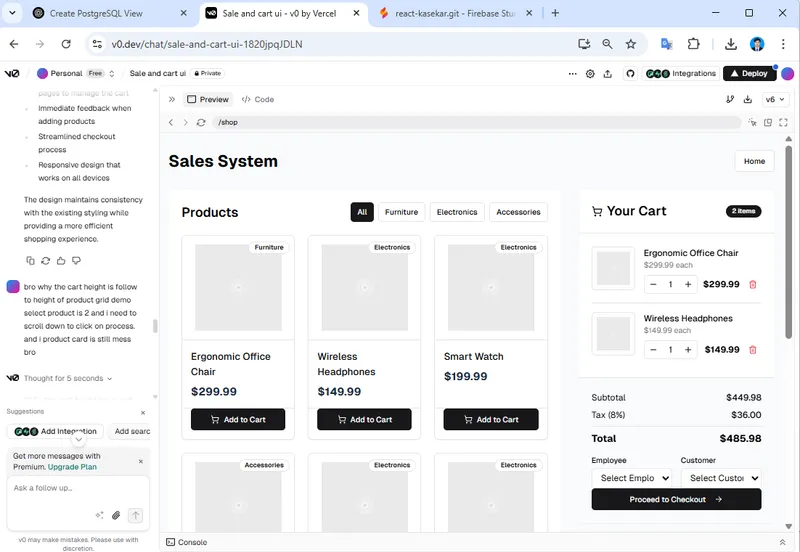 Create PostgreSQL View
Sale and cart ui - v0 by Vercel
react-kasekar.git - Firebase Stu
v0.dev/chat/sale-and-cart-ui-1820jpqJDLN
Personal Free
Sale and cart ui
Private
Integrations
Deploy
pages to manage the cart
Immediate feedback when
adding products
Streamlined checkout
process
Responsive design that
works on all devices
The design maintains consistency
with the existing styling while
providing a more efficient
shopping experience.
bro why the cart height is follow
to height of product grid demo
select product is 2 and i need to
scroll down to click on process.
and i product card is still mess
bro
Thought for 5 seconds
Suggestions
Add Integration
Add searc
Get more messages with
Premium. Upgrade Plan
Ask a follow up...
v0 may make mistakes. Please use with
discretion.
Preview
Code
v6
/shop
Sales System
Home
Products
All
Furniture
Electronics
Accessories
Furniture
Ergonomic Office
Chair
$299.99
Add to Cart
Electronics
Wireless
Headphones
$149.99
Add to Cart
Electronics
Smart Watch
$199.99
Add to Cart
Accessories
Electronics
Electronics
Your Cart
2 items
Ergonomic Office Chair
$299.99 each
− 1 + $299.99
Wireless Headphones
$149.99 each
− 1 + $149.99
Subtotal $449.98
Tax (8%) $36.00
Total $485.98
Employee Customer
Select Emplo Select Custor
Proceed to Checkout
Console